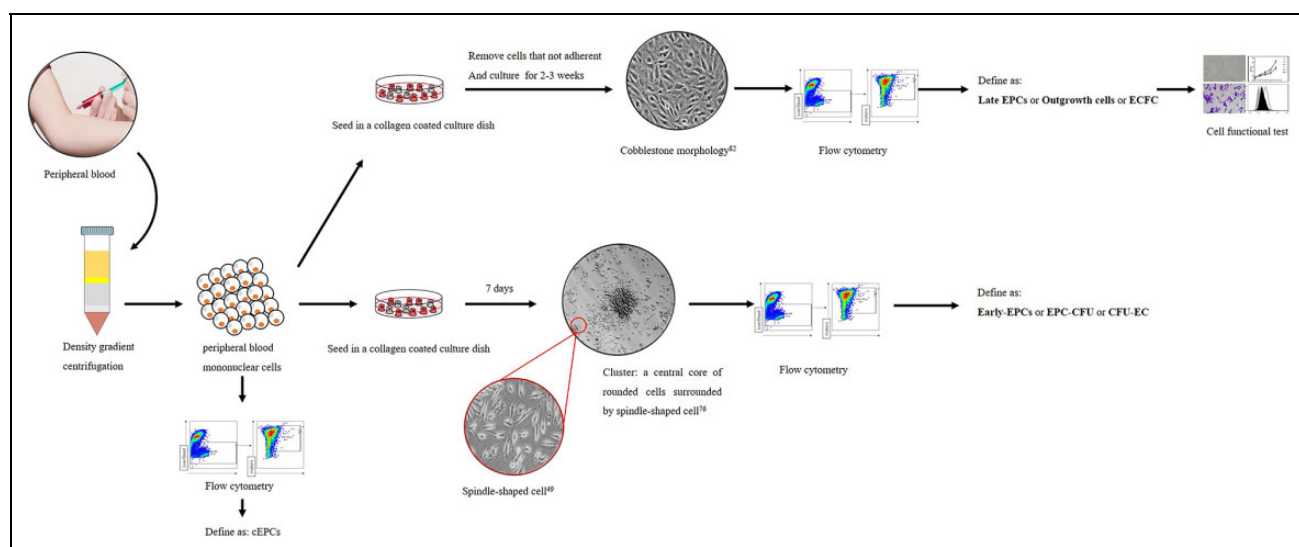 Peripheral blood
Density gradient
centrifugation
peripheral blood
mononuclear cells
Seed in a collagen coated culture dish
Remove cells that not adherent
And culture for 2-3 weeks
Cobblestone morphology82
Flow cytometry
Define as:
Late EPCs or Outgrowth cells or ECFC
Cell functional test
Seed in a collagen coated culture dish
7 days
Cluster: a central core of
rounded cells surrounded
by spindle-shaped cell76
Spindle-shaped cell49
Flow cytometry
Define as:
Early-EPCs or EPC-CFU or CFU-EC
Flow cytometry
Define as: cEPCs